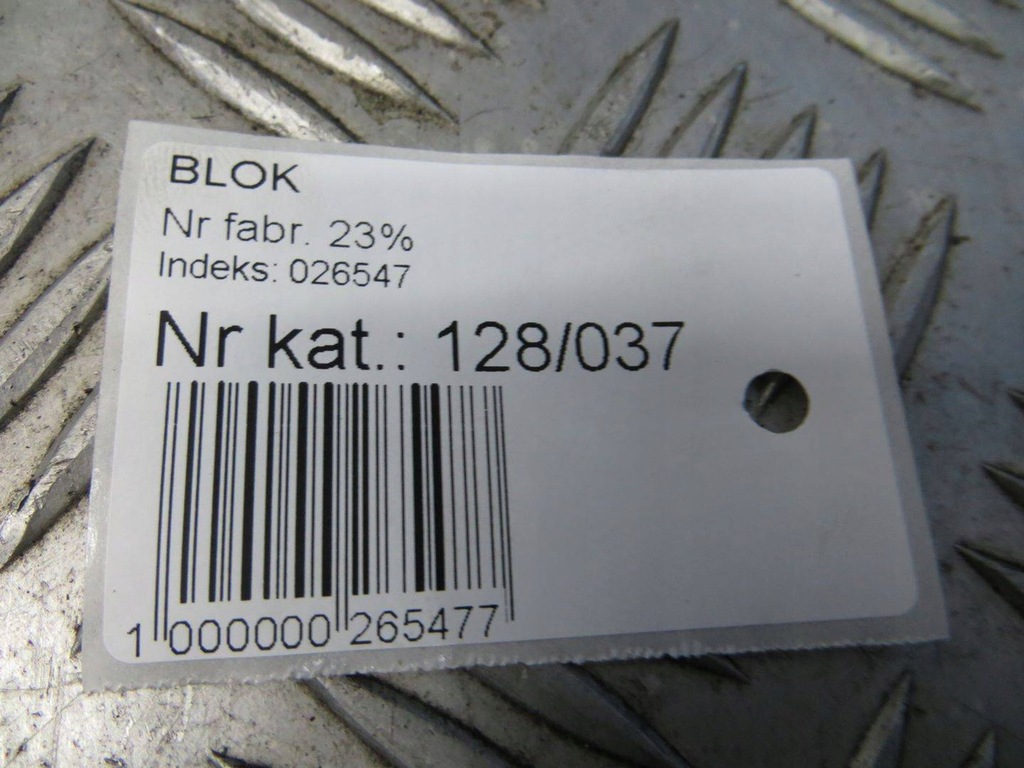 BLOK
Nr fabr. 23%
Indeks: 026547
Nr kat.: 128/037
1 000000 265477